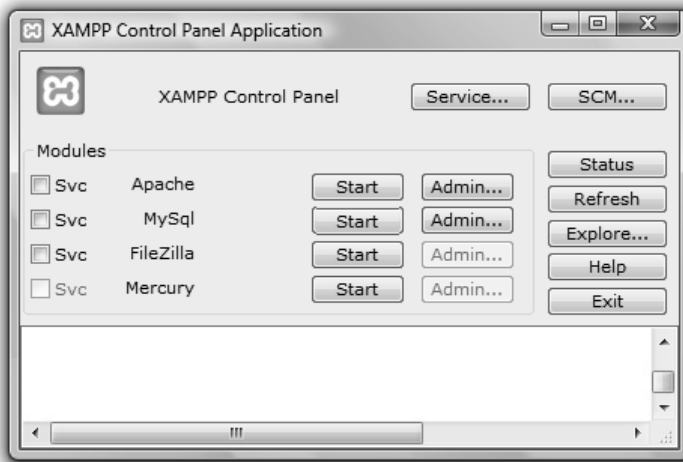 XAMPP Control Panel Application
XAMPP Control Panel Service... SCM...
Modules
Svc Apache Start Admin...
Svc MySql Start Admin...
Svc FileZilla Start Admin...
Svc Mercury Start Admin...
Status
Refresh
Explore...
Help
Exit